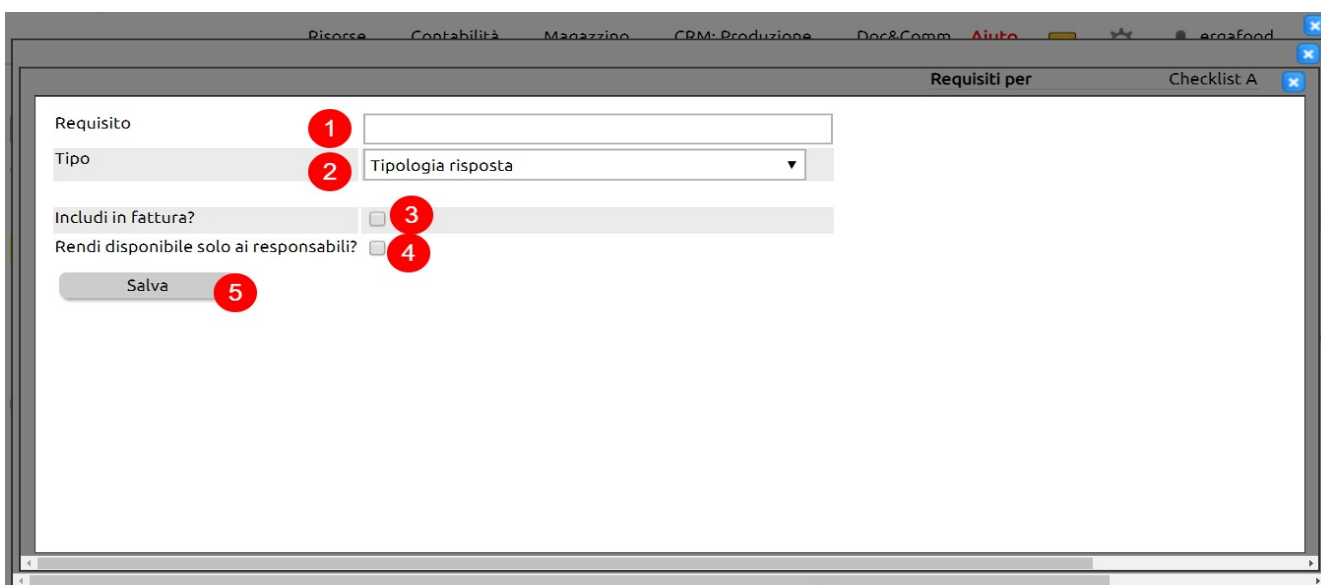 Risorse Contabilità Magazzino CRM: Produzione Doc&Comm Aiuto ergafood
Requisiti per Checklist A
Requisito 1
Tipo 2 Tipologia risposta
Includi in fattura? 3
Rendi disponibile solo ai responsabili? 4
Salva 5